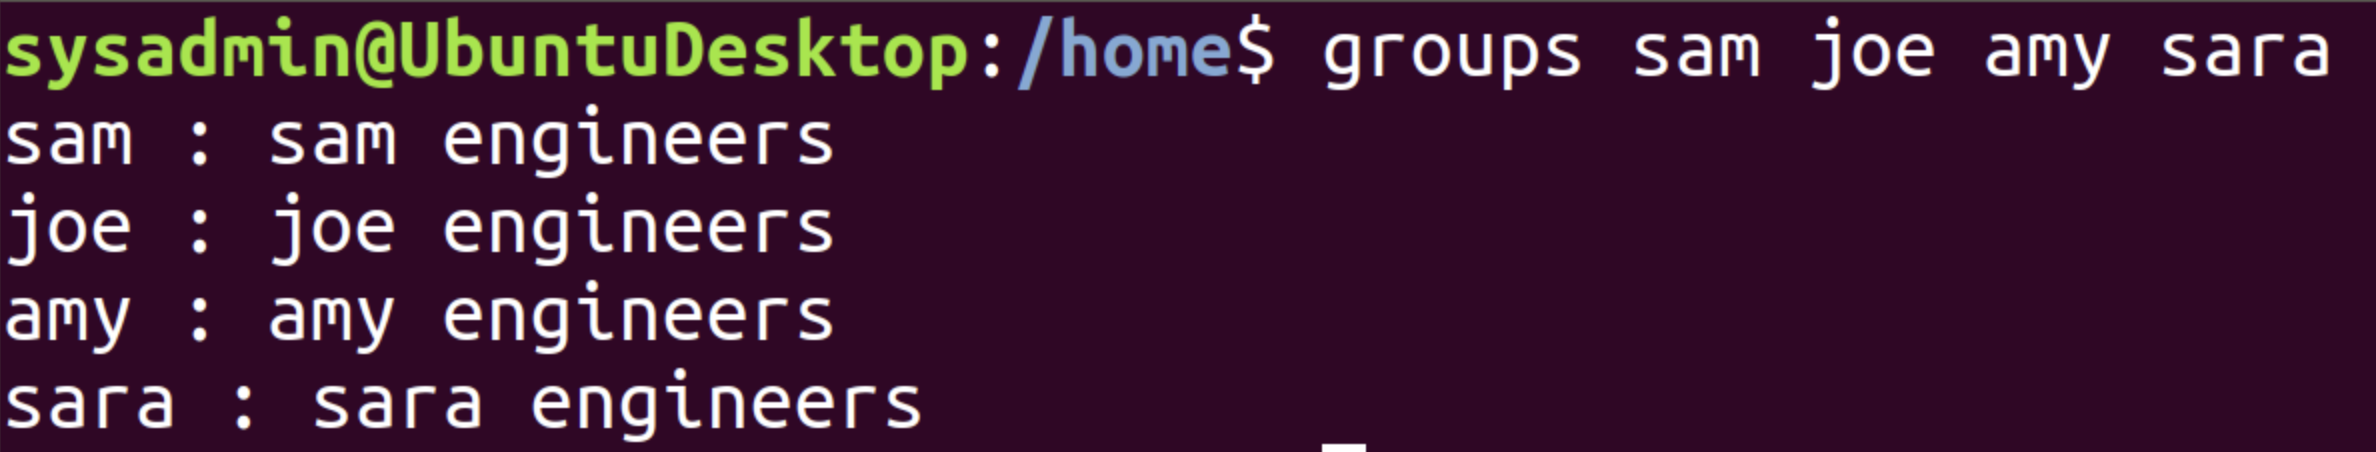 sysadmin@UbuntuDesktop:/home$ groups sam joe amy sara
sam : sam engineers
joe : joe engineers
amy : amy engineers
sara : sara engineers